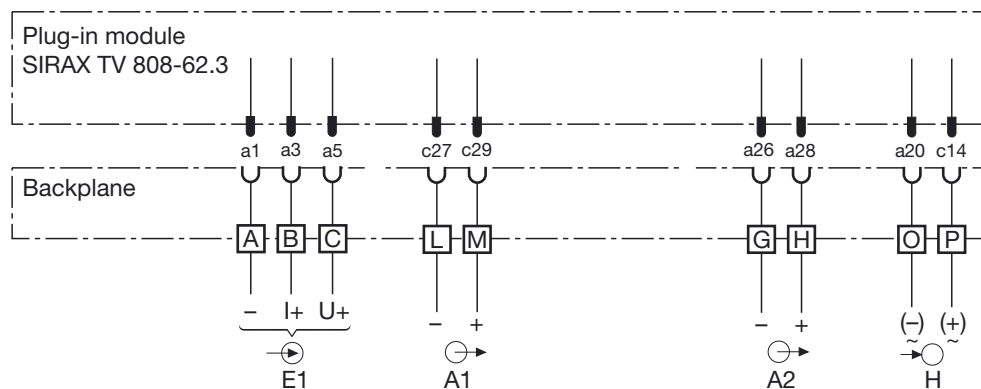 Plug-in module
SIRAX TV 808-62.3
a1 a3 a5 c27 c29 a26 a28 a20 c14
Backplane
A B C L M G H O P
– I+ U+ – + – + (–) (+)
~ ~
E1 A1 A2 H